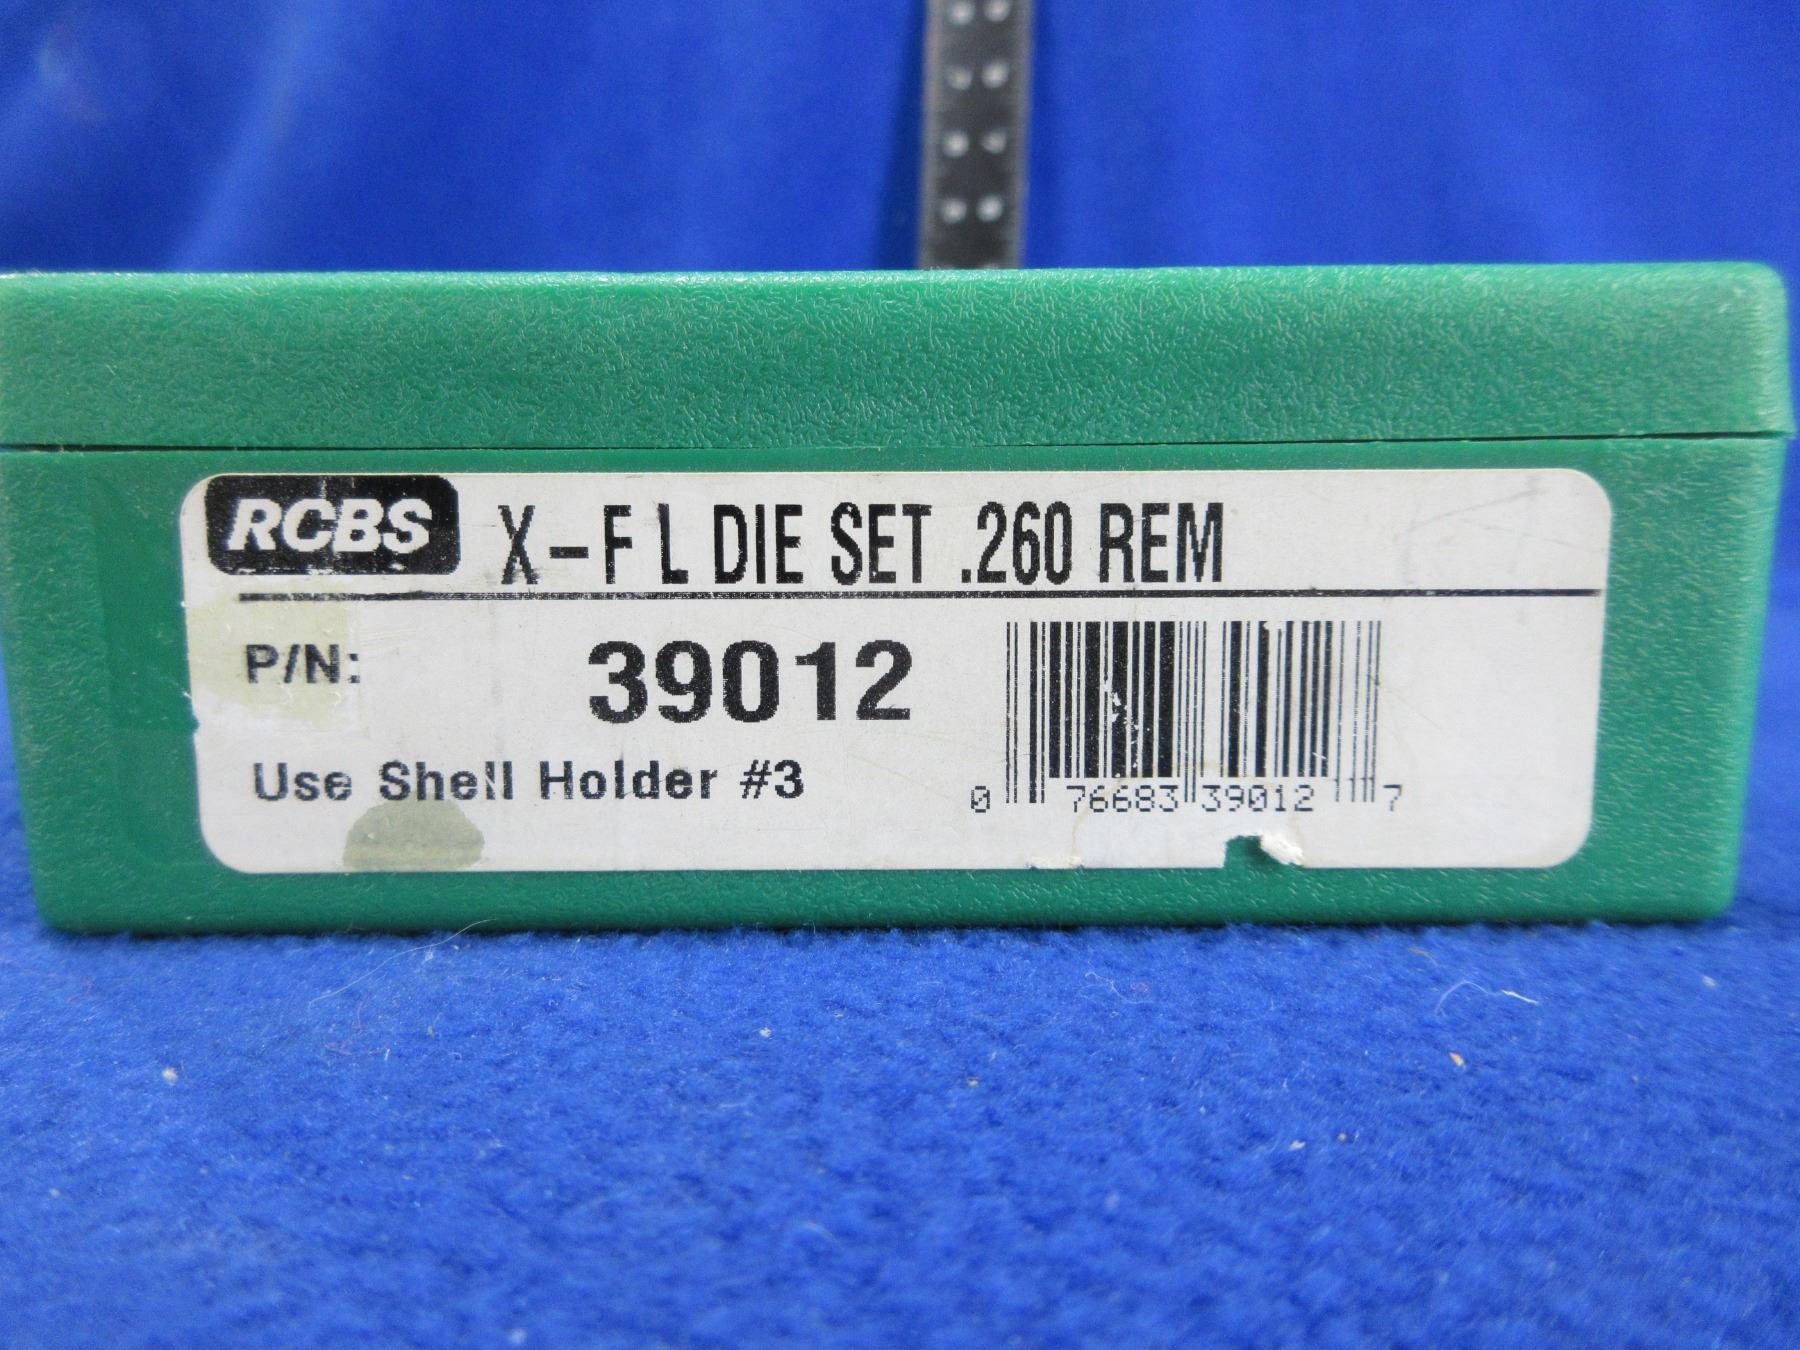 RCBS X-F L DIE SET .260 REM
P/N: 39012
Use Shell Holder #3
0 76683 39012 7